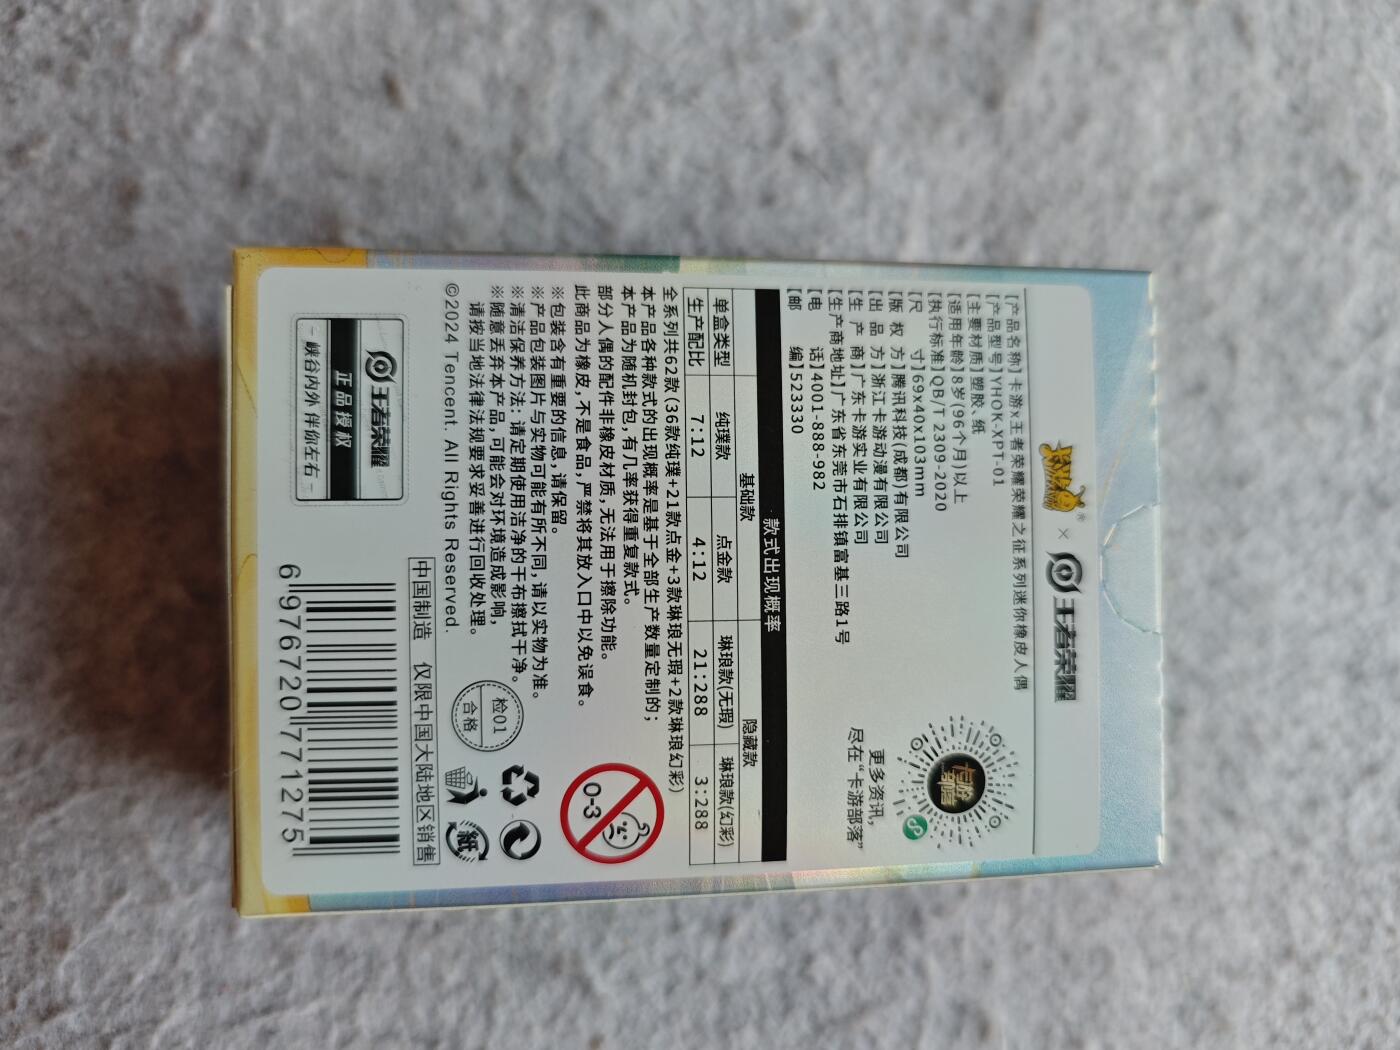 ® × 王者荣耀
[产品名称]卡游x王者荣耀荣耀之征系列迷你橡皮人偶
[产品型号]YHOK-XPT-01
[主要材质]塑胶、纸
[适用年龄]8岁(96个月)以上
[执行标准]QB/T 2309-2020
[尺 寸]69x40x103mm
[版 权 方]腾讯科技(成都)有限公司
[出 品 方]浙江卡游动漫有限公司
[生 产 商]广东卡游实业有限公司
[生产商地址]广东省东莞市石排镇富基三路1号
[电 话]4001-888-982
[邮 编]523330
卡游部落
更多资讯,
尽在“卡游部落”
款式出现概率
单盒类型 基础款 隐藏款
纯璞款 点金款 琳琅款(无瑕) 琳琅款(幻彩)
生产配比 7:12 4:12 21:288 3:288
全系列共62款(36款纯璞+21款点金+3款琳琅无瑕+2款琳琅幻彩)
本产品各种款式的出现概率是基于全部生产数量定制的;
本产品为随机封包,有几率获得重复款式。
部分人偶的配件非橡皮材质,无法用于擦除功能。
此商品为橡皮,不是食品,严禁将其放入口中以免误食。
※包装含有重要的信息,请保留。
※产品包装图片与实物可能有所不同,请以实物为准。
※清洁保养方法:请定期使用洁净的干布擦拭干净。
※随意丢弃本产品,可能会对环境造成影响,
请按当地法律法规要求妥善进行回收处理。
©2024 Tencent. All Rights Reserved.
0-3
检01
合格
紙
王者荣耀
正品授权
- 峡谷内外 伴你左右 -
中国制造 仅限中国大陆地区销售
6 976720 771275